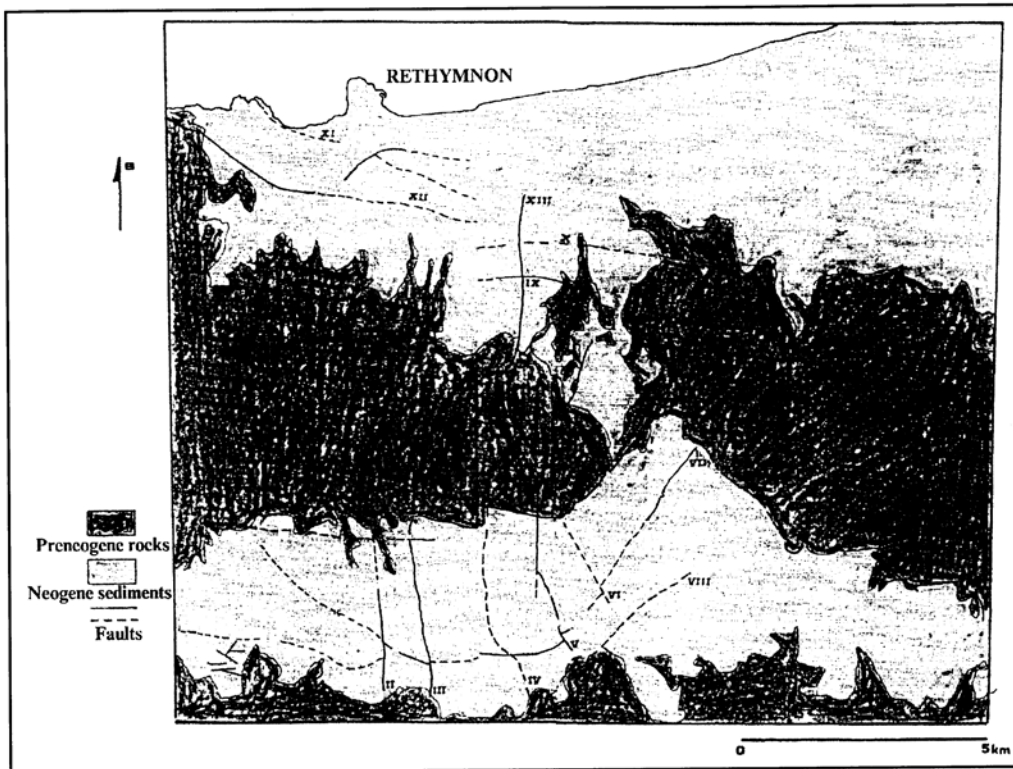 RETHYMNON
XI
XII
XIII
X
IX
VII
VI
VIII
V
II
III
IV
Preneogene rocks
Neogene sediments
Faults
0 5km